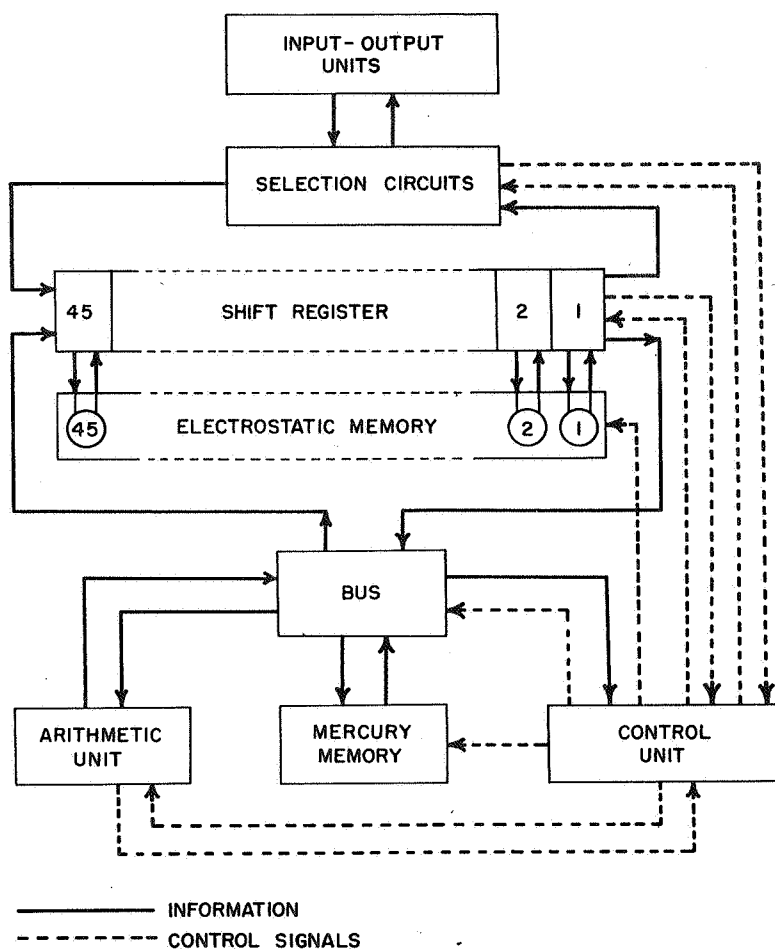 INPUT-OUTPUT
UNITS
SELECTION CIRCUITS
45 SHIFT REGISTER 2 1
45 ELECTROSTATIC MEMORY 2 1
BUS
ARITHMETIC
UNIT
MERCURY
MEMORY
CONTROL
UNIT
INFORMATION
CONTROL SIGNALS